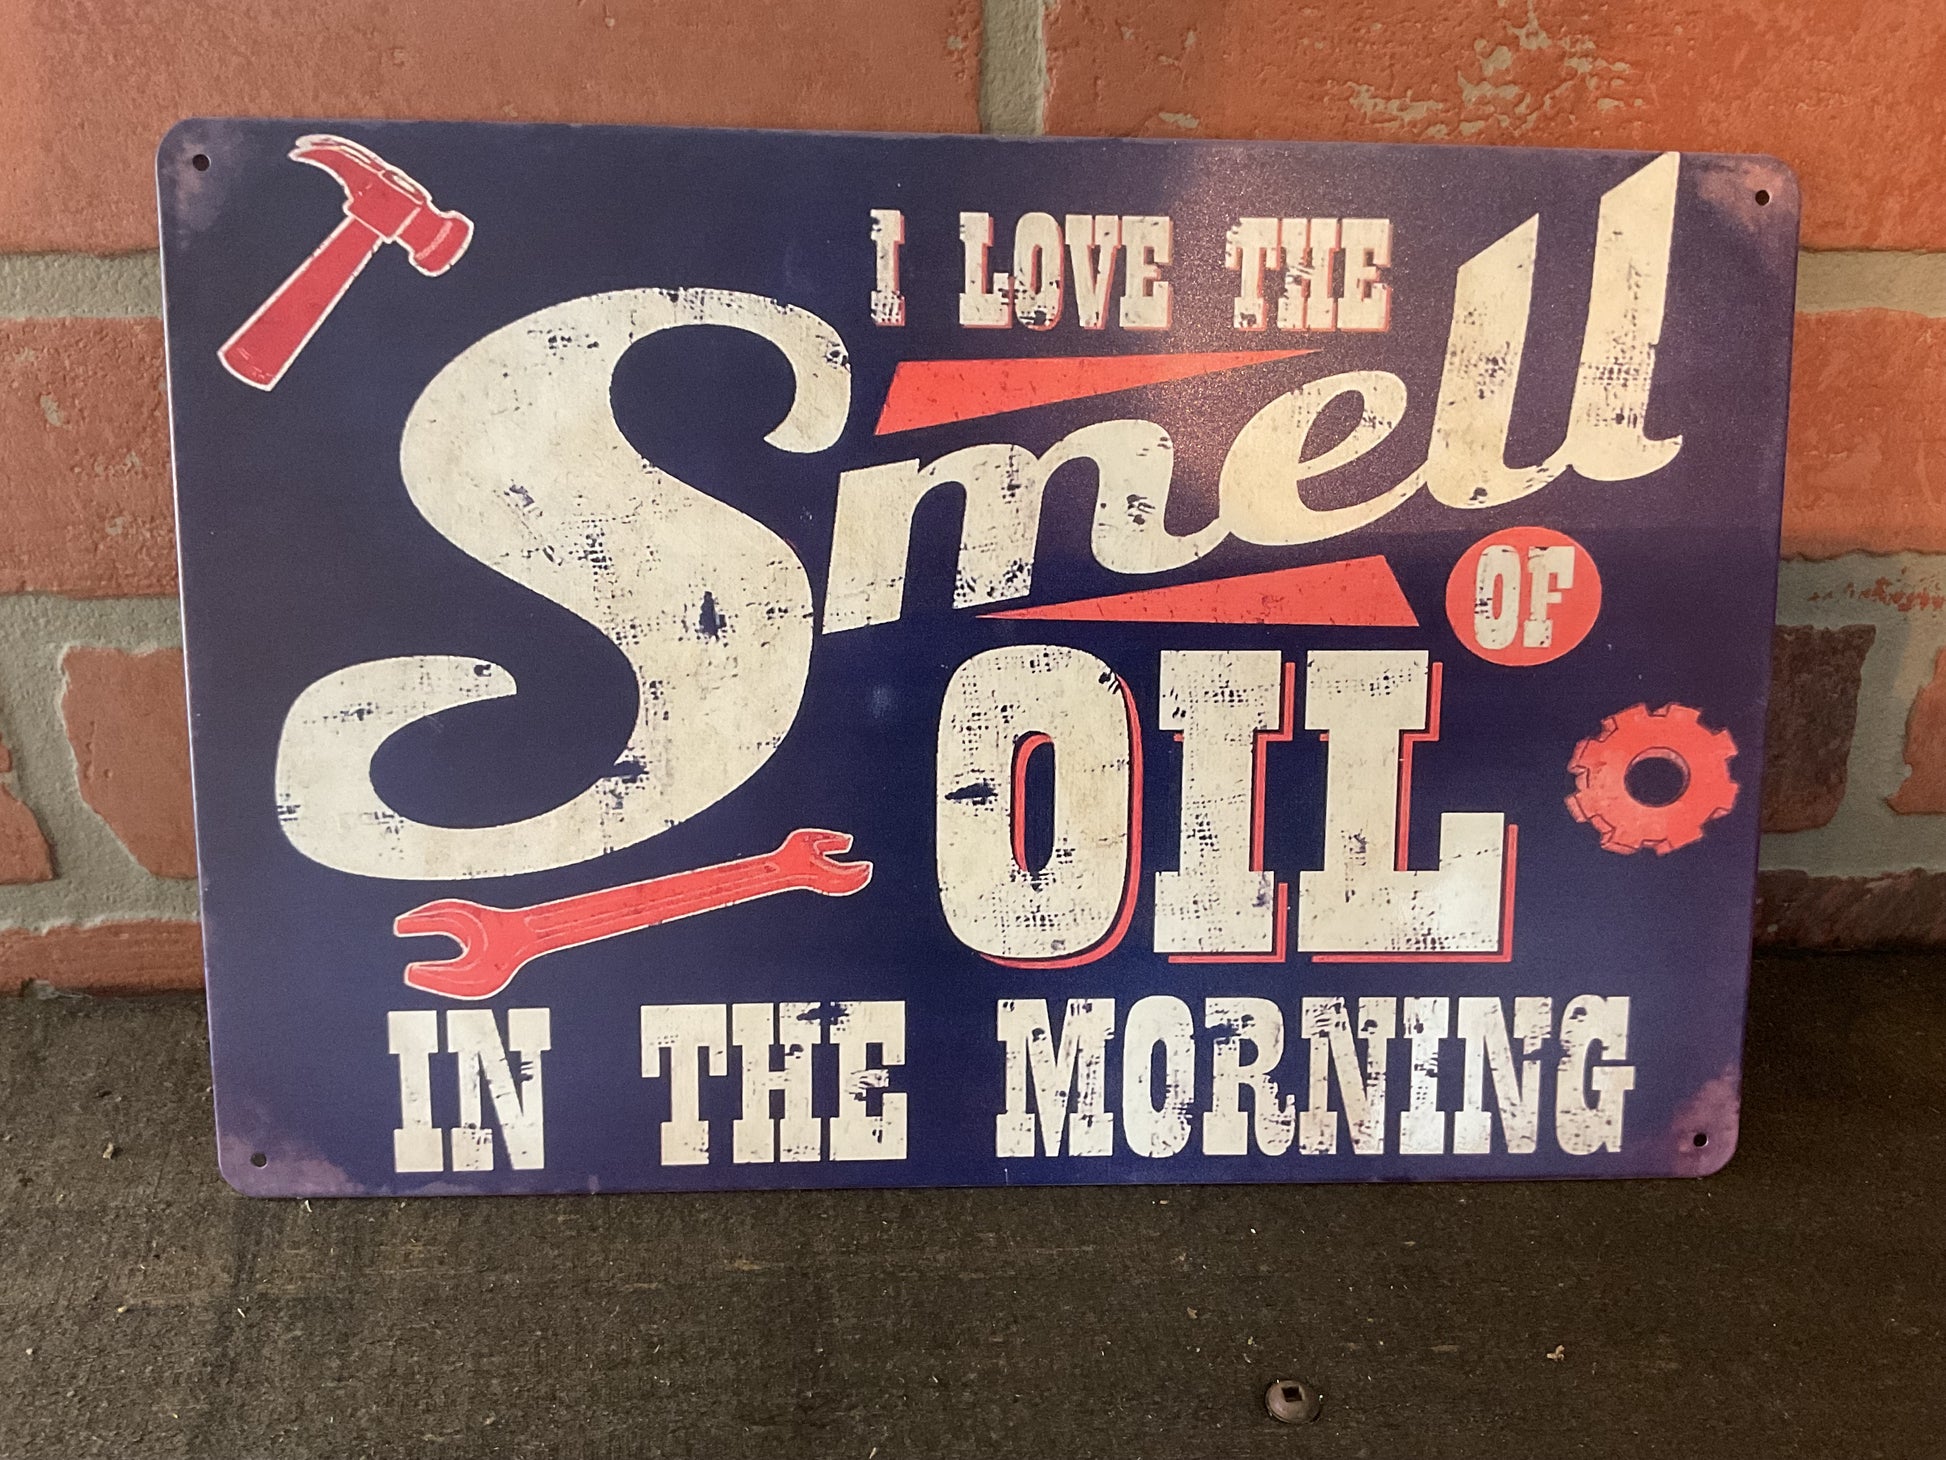 I LOVE THE
Smell
OF
OIL
IN THE MORNING